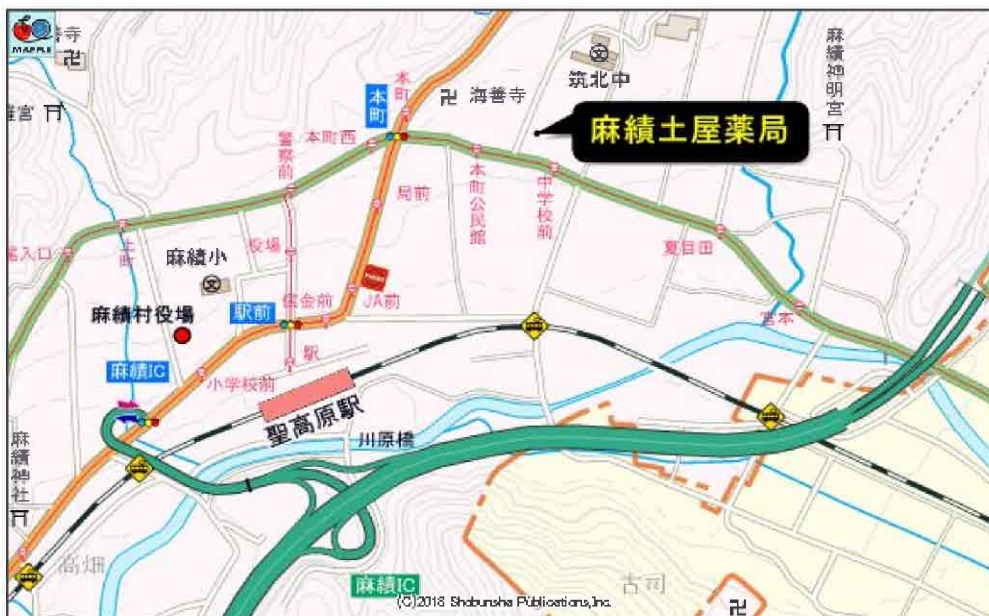 MAPPLE
寺
宮
本町
本町
海善寺
筑北中
麻績神明宮
麻績土屋薬局
本町西
警察前
局前
本町公民館
中学校前
夏目田
宮本
入口
上町
麻績小
役場
麻績村役場
駅前
信金前
JA前
駅
麻績IC
小学校前
聖高原駅
川原橋
麻績神社
高畑
麻績IC
古司
(C)2018 Shobunsha Publications,Inc.